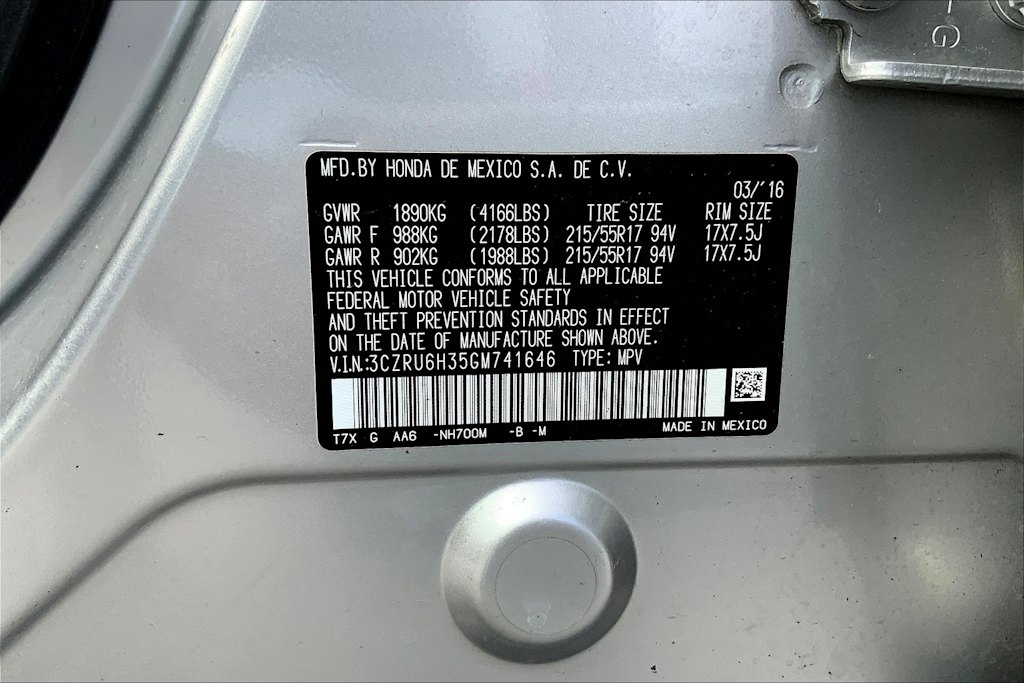 G
MFD.BY HONDA DE MEXICO S.A. DE C.V.
03/'16
GVWR 1890KG (4166LBS) TIRE SIZE RIM SIZE
GAWR F 988KG (2178LBS) 215/55R17 94V 17X7.5J
GAWR R 902KG (1988LBS) 215/55R17 94V 17X7.5J
THIS VEHICLE CONFORMS TO ALL APPLICABLE
FEDERAL MOTOR VEHICLE SAFETY
AND THEFT PREVENTION STANDARDS IN EFFECT
ON THE DATE OF MANUFACTURE SHOWN ABOVE.
V.I.N.:3CZRU6H35GM741646 TYPE: MPV
T7X G AA6 -NH700M -B -M MADE IN MEXICO